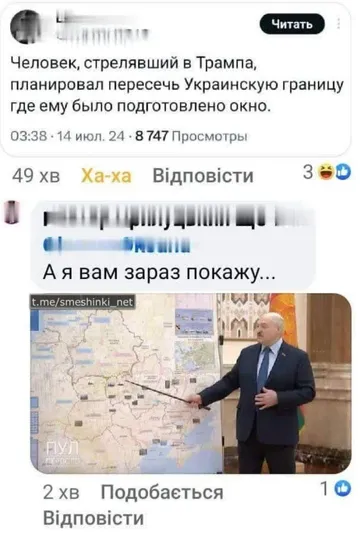 Читать
Человек, стрелявший в Трампа,
планировал пересечь Украинскую границу
где ему было подготовлено окно.
03:38 · 14 июл. 24 · 8 747 Просмотры
49 хв Ха-ха Відповісти 3
А я вам зараз покажу...
t.me/smeshinki_net
ПУЛ
2 хв Подобається 1
Відповісти